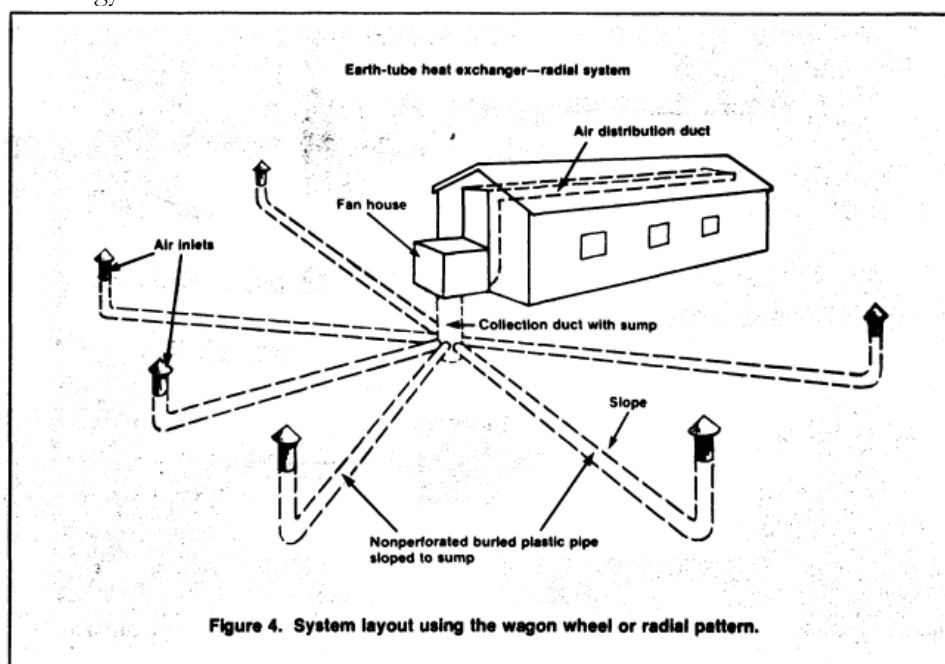 Earth-tube heat exchanger—radial system
Air distribution duct
Fan house
Air inlets
Collection duct with sump
Slope
Nonperforated buried plastic pipe
sloped to sump
Figure 4. System layout using the wagon wheel or radial pattern.